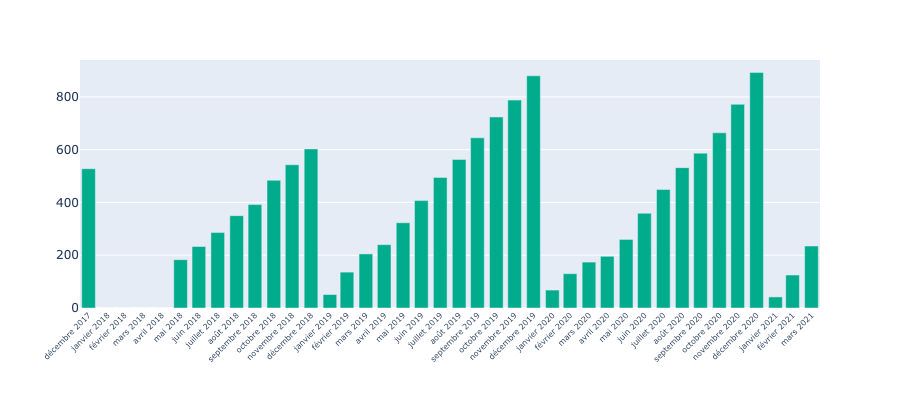 800
600
400
200
0
décembre 2017
janvier 2018
février 2018
mars 2018
avril 2018
mai 2018
juin 2018
juillet 2018
août 2018
septembre 2018
octobre 2018
novembre 2018
décembre 2018
janvier 2019
février 2019
mars 2019
avril 2019
mai 2019
juin 2019
juillet 2019
août 2019
septembre 2019
octobre 2019
novembre 2019
décembre 2019
janvier 2020
février 2020
mars 2020
avril 2020
mai 2020
juin 2020
juillet 2020
août 2020
septembre 2020
octobre 2020
novembre 2020
décembre 2020
janvier 2021
février 2021
mars 2021